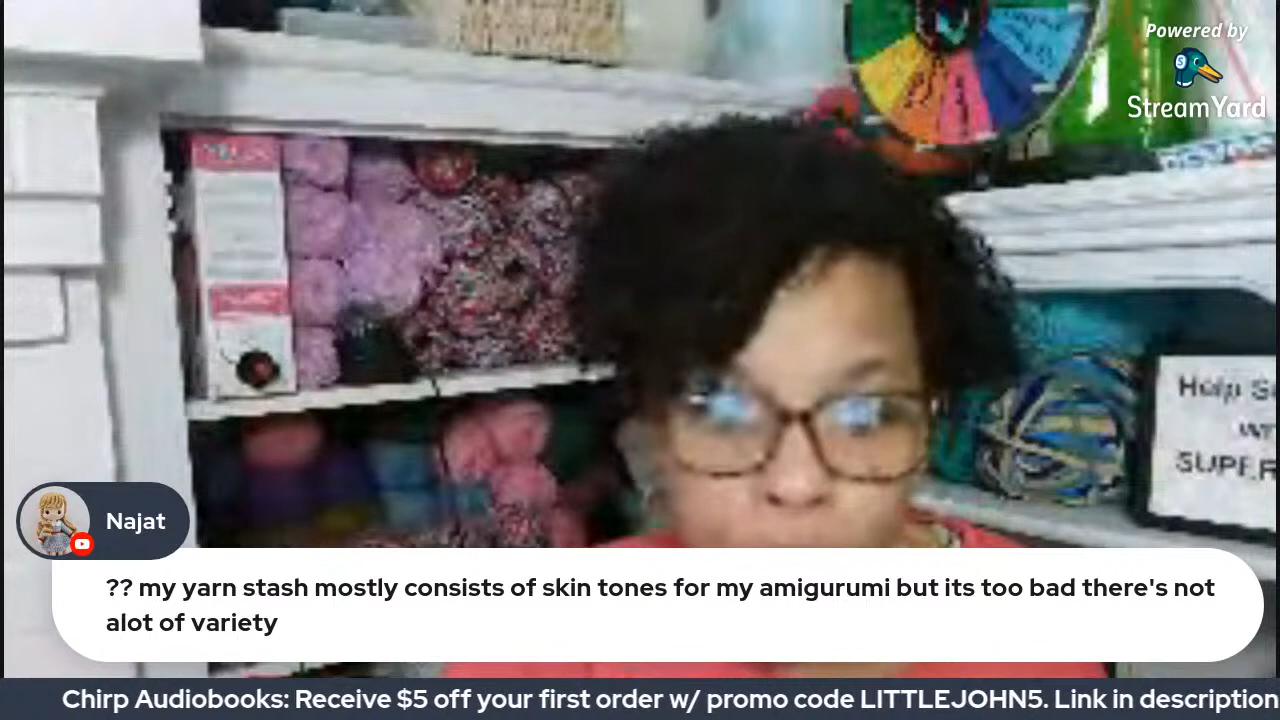 Powered by
StreamYard
Help S
SUPER
Najat
?? my yarn stash mostly consists of skin tones for my amigurumi but its too bad there's not
alot of variety
Chirp Audiobooks: Receive $5 off your first order w/ promo code LITTLEJOHN5. Link in description